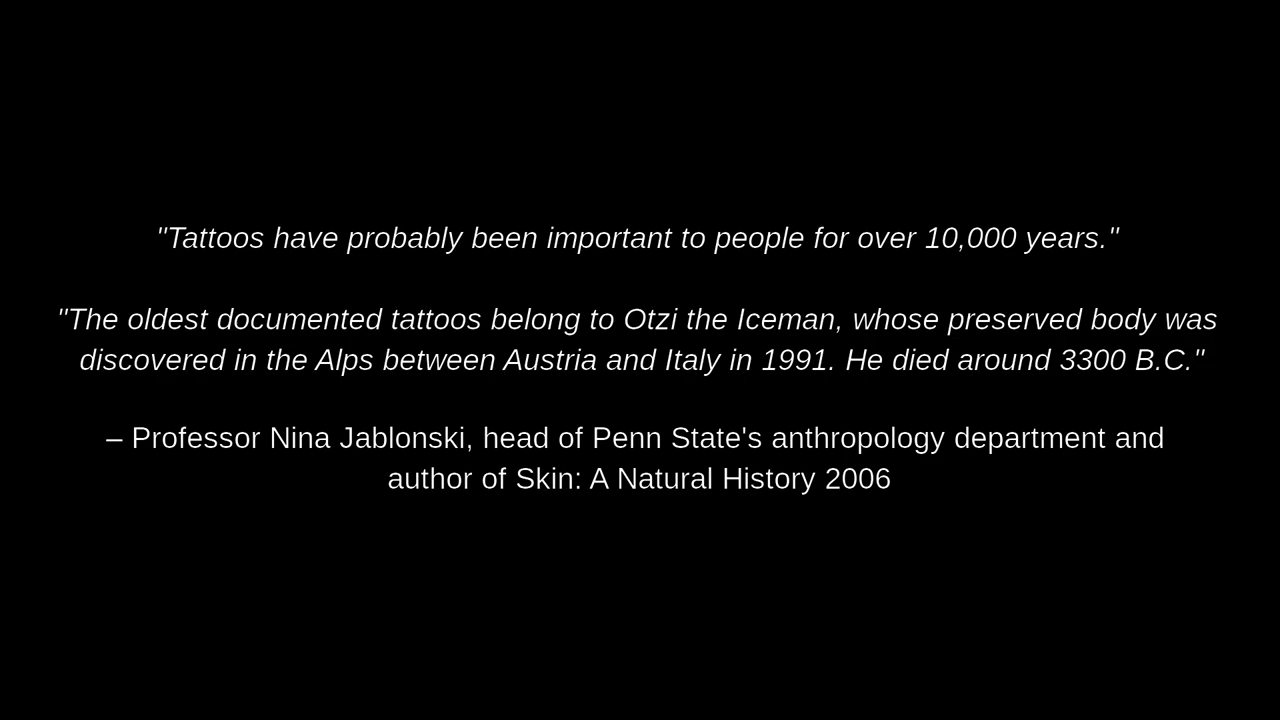 "Tattoos have probably been important to people for over 10,000 years."
"The oldest documented tattoos belong to Otzi the Iceman, whose preserved body was
discovered in the Alps between Austria and Italy in 1991. He died around 3300 B.C."
– Professor Nina Jablonski, head of Penn State's anthropology department and
author of Skin: A Natural History 2006